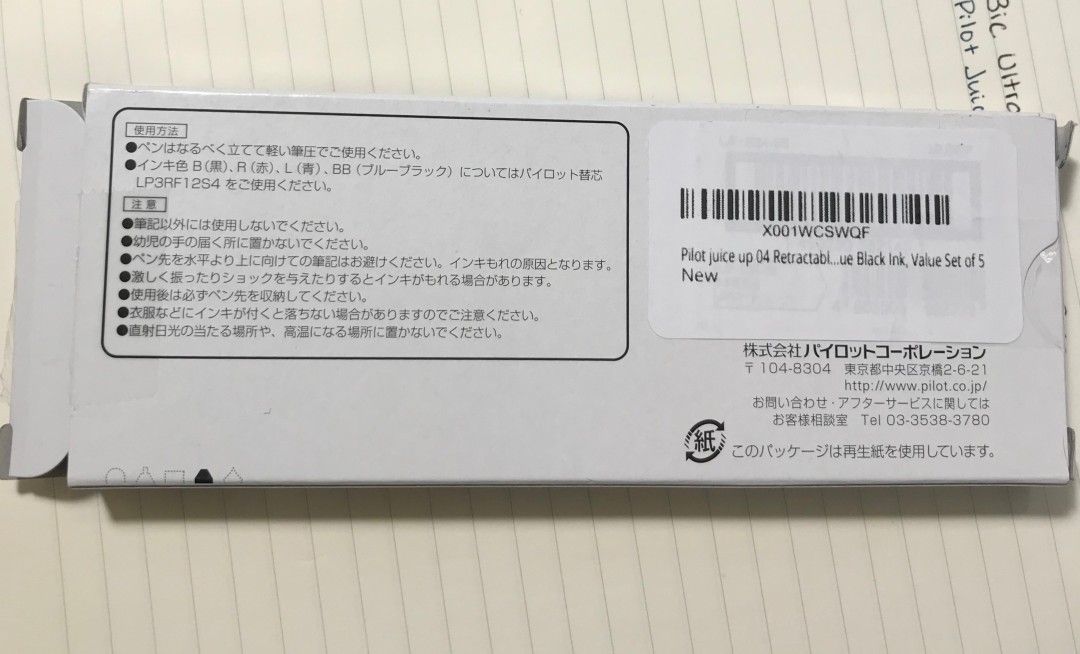 使用方法
●ペンはなるべく立てて軽い筆圧でご使用ください。
●インキ色 B(黒)、R(赤)、L(青)、BB(ブルーブラック)についてはパイロット替芯
LP3RF12S4 をご使用ください。
注意
●筆記以外には使用しないでください。
●幼児の手の届く所に置かないでください。
●ペン先を水平より上に向けての筆記はお避けください。インキもれの原因となります。
●激しく振ったりショックを与えたりするとインキがもれる場合があります。
●使用後は必ずペン先を収納してください。
●衣服などにインキが付くと落ちない場合がありますのでご注意ください。
●直射日光の当たる場所や、高温になる場所に置かないでください。
X001WCSWQF
Pilot juice up 04 Retractabl...ue Black Ink, Value Set of 5
New
株式会社パイロットコーポレーション
〒104-8304 東京都中央区京橋2-6-21
http://www.pilot.co.jp/
お問い合わせ・アフターサービスに関しては
お客様相談室 Tel 03-3538-3780
紙
このパッケージは再生紙を使用しています。
Bic Ultra
Pilot Juic